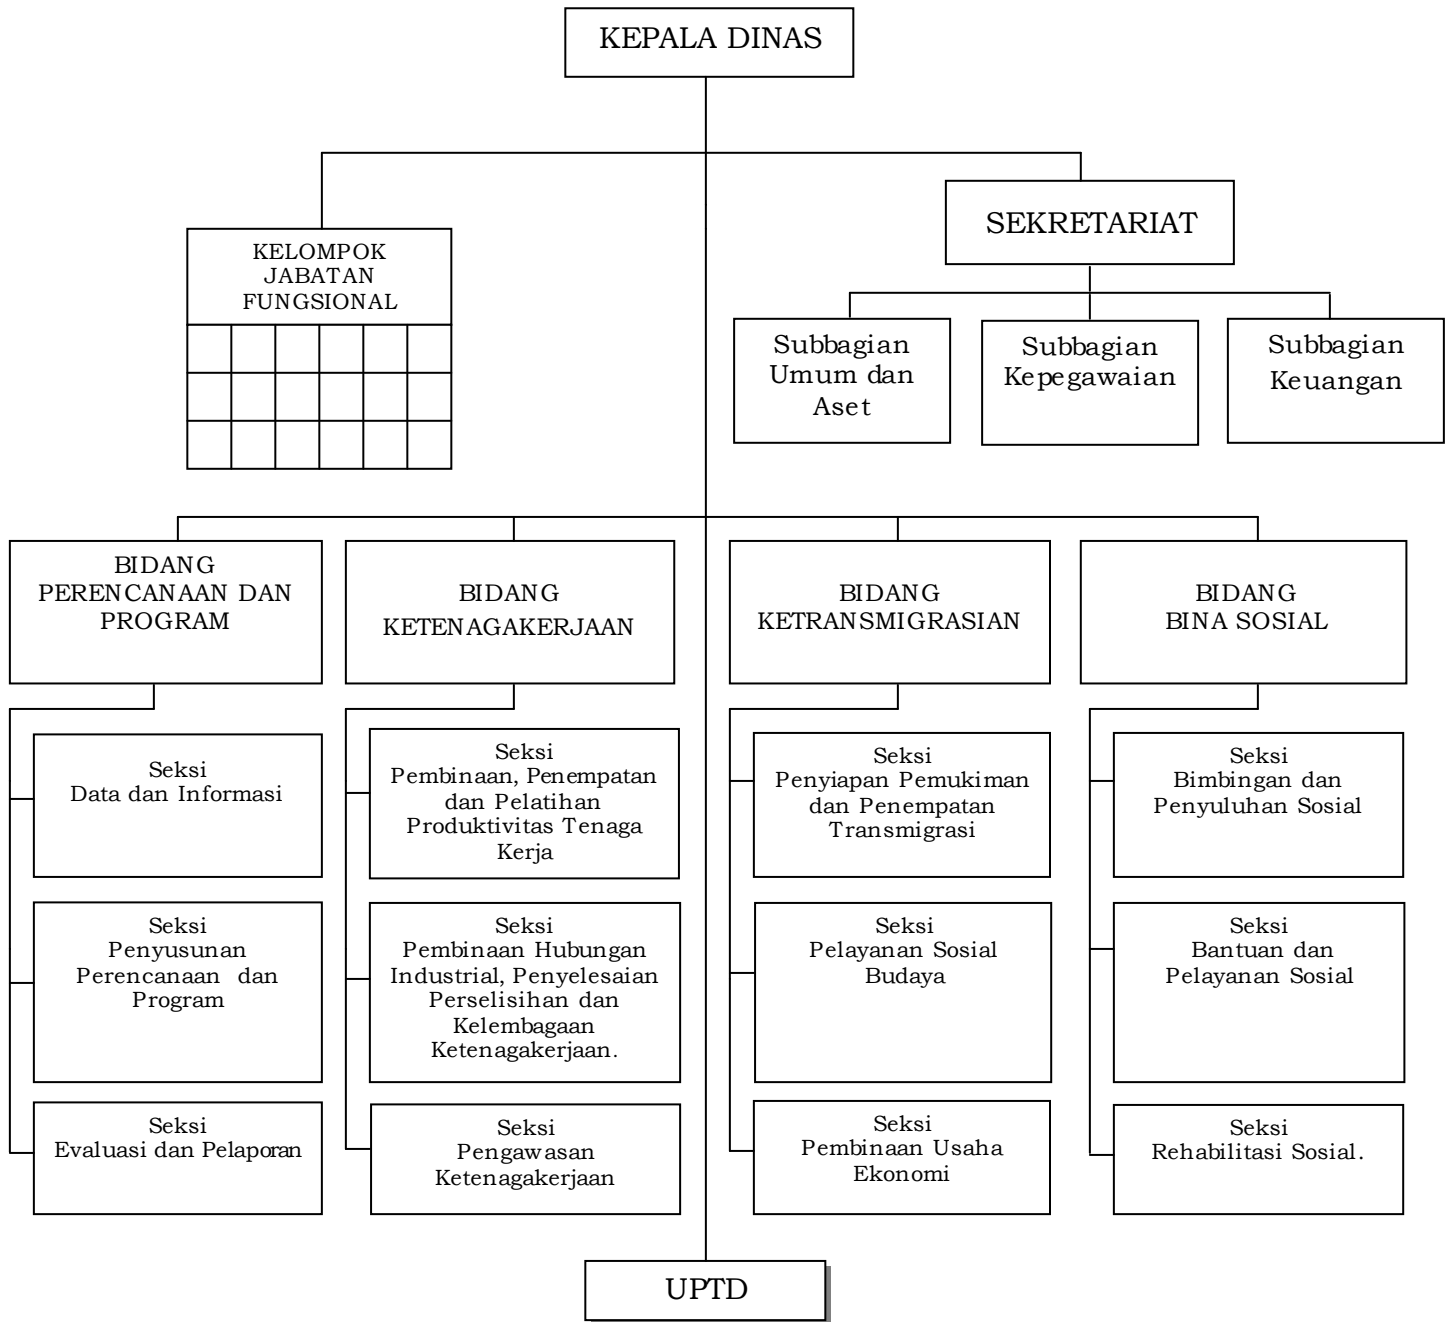 KEPALA DINAS
SEKRETARIAT
KELOMPOK
JABATAN
FUNGSIONAL
Subbagian
Umum dan
Aset
Subbagian
Kepegawaian
Subbagian
Keuangan
BIDANG
PERENCANAAN DAN
PROGRAM
BIDANG
KETENAGAKERJAAN
BIDANG
KETRANSMIGRASIAN
BIDANG
BINA SOSIAL
Seksi
Data dan Informasi
Seksi
Pembinaan, Penempatan
dan Pelatihan
Produktivitas Tenaga
Kerja
Seksi
Penyiapan Pemukiman
dan Penempatan
Transmigrasi
Seksi
Bimbingan dan
Penyuluhan Sosial
Seksi
Penyusunan
Perencanaan dan
Program
Seksi
Pembinaan Hubungan
Industrial, Penyelesaian
Perselisihan dan
Kelembagaan
Ketenagakerjaan.
Seksi
Pelayanan Sosial
Budaya
Seksi
Bantuan dan
Pelayanan Sosial
Seksi
Evaluasi dan Pelaporan
Seksi
Pengawasan
Ketenagakerjaan
Seksi
Pembinaan Usaha
Ekonomi
Seksi
Rehabilitasi Sosial.
UPTD